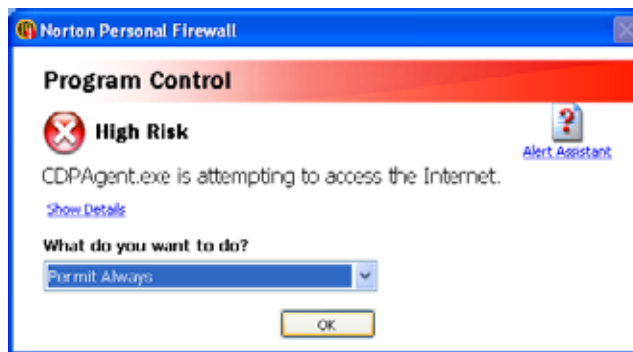 Norton Personal Firewall
Program Control
High Risk
Alert Assistant
CDPAgent.exe is attempting to access the Internet.
Show Details
What do you want to do?
Permit Always
OK